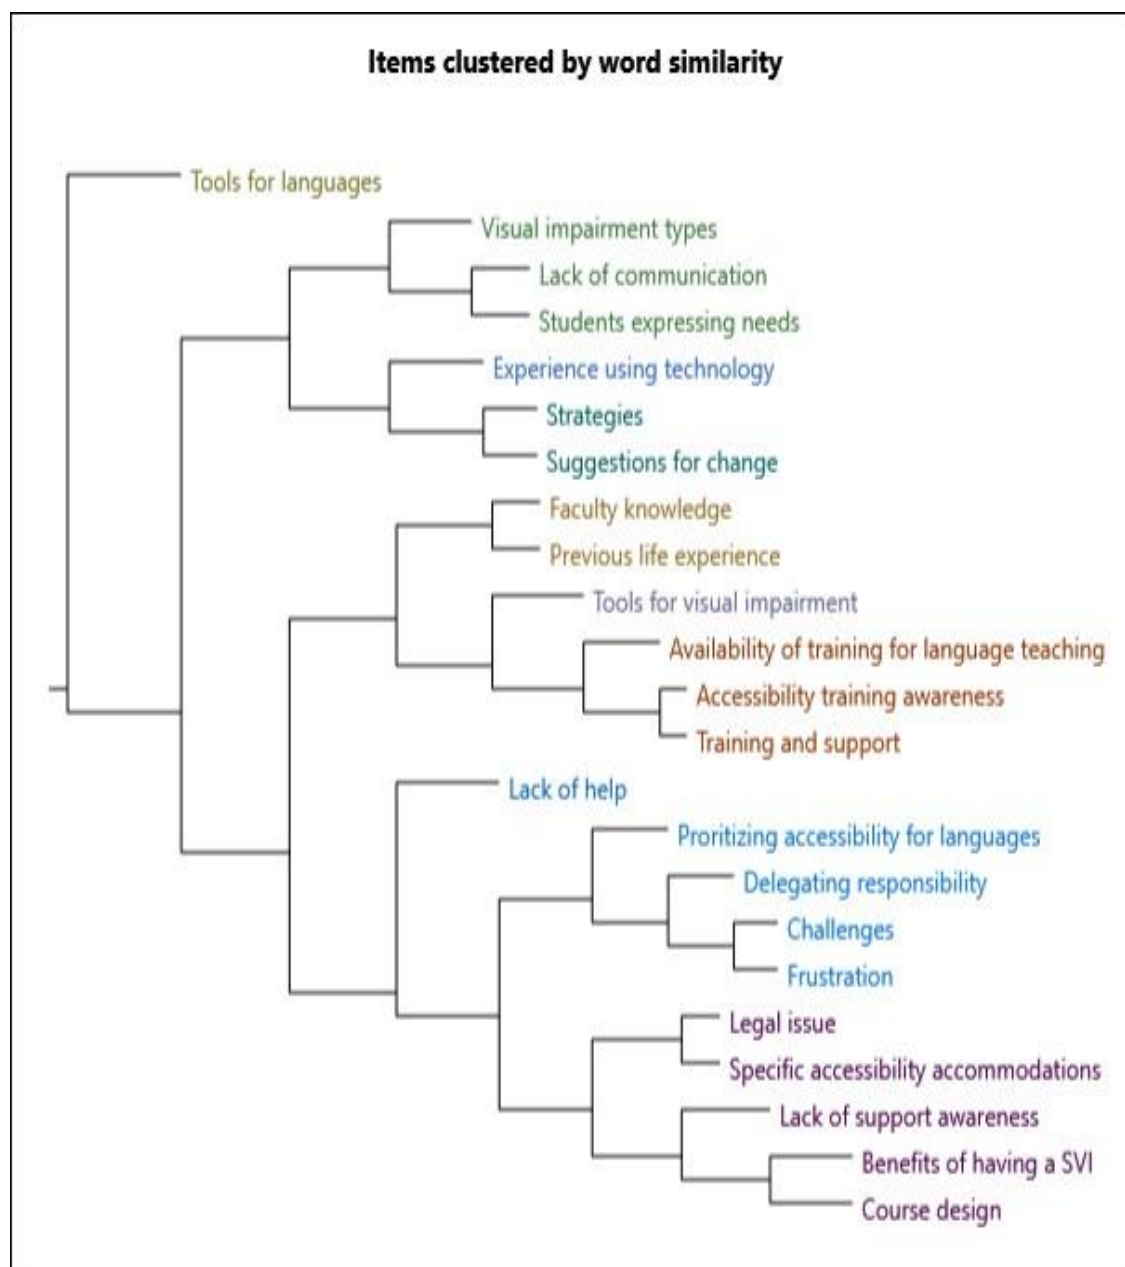 Items clustered by word similarity
Tools for languages
Visual impairment types
Lack of communication
Students expressing needs
Experience using technology
Strategies
Suggestions for change
Faculty knowledge
Previous life experience
Tools for visual impairment
Availability of training for language teaching
Accessibility training awareness
Training and support
Lack of help
Proritizing accessibility for languages
Delegating responsibility
Challenges
Frustration
Legal issue
Specific accessibility accommodations
Lack of support awareness
Benefits of having a SVI
Course design